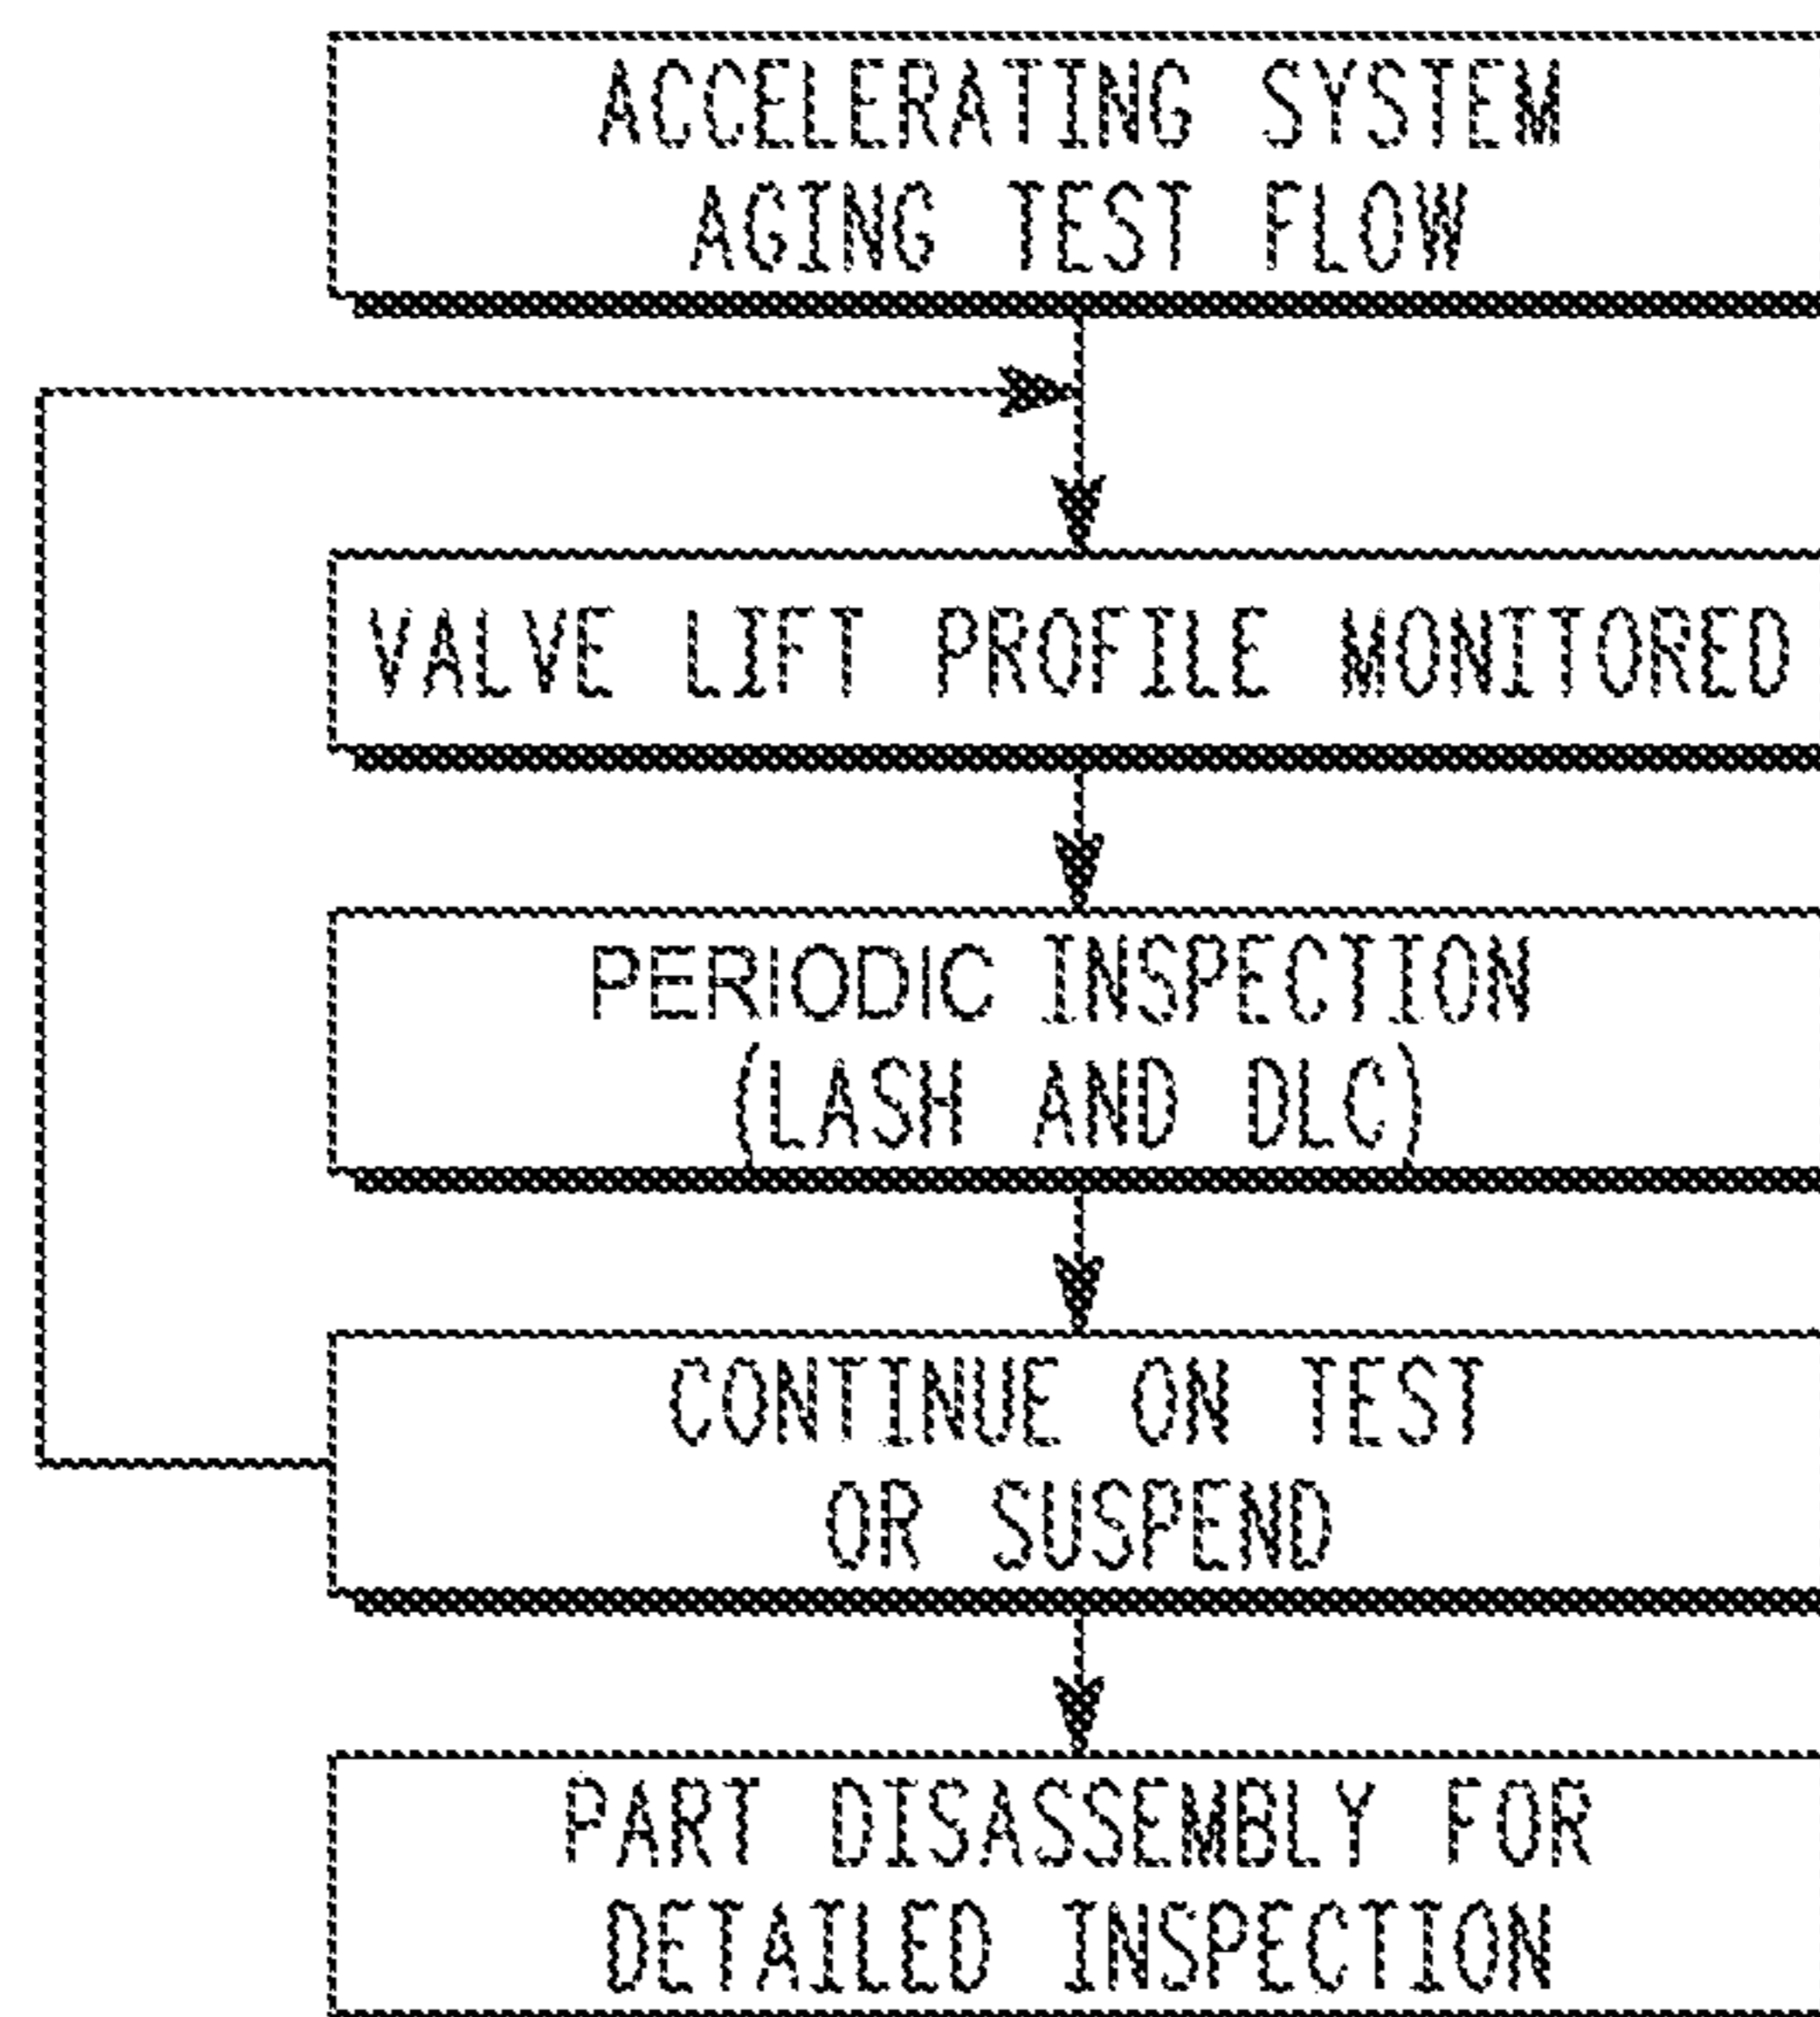 ACCELERATING SYSTEM
AGING TEST FLOW
VALVE LIFT PROFILE MONITORED
PERIODIC INSPECTION
(LASH AND DLC)
CONTINUE ON TEST
OR SUSPEND
PART DISASSEMBLY FOR
DETAILED INSPECTION